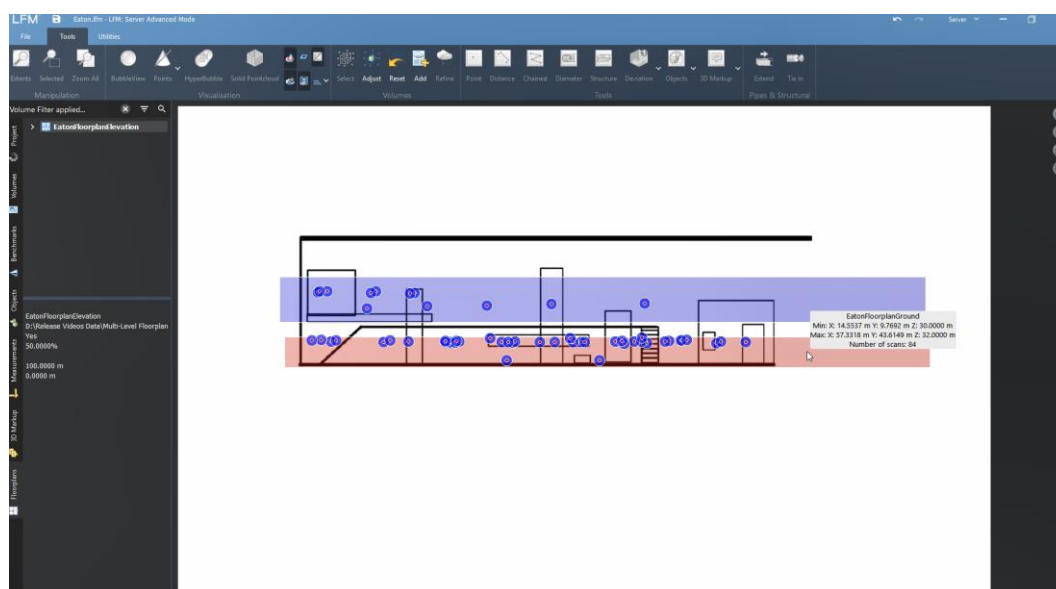 LFM Eaton.lfm - LFM: Server Advanced Mode Server
File Tools Utilities
Extents Selected Zoom All BubbleView Points HyperBubble Solid Pointcloud Select Adjust Reset Add Refine Point Distance Chained Diameter Structure Deviation Objects 3D Markup Extend Tie In
Manipulation Visualisation Volumes Tools Pipes & Structural
Volume Filter applied...
EatonFloorplanElevation
Project
Volumes
Benchmarks
Objects
Measurements
3D Markup
Floorplans
EatonFloorplanElevation
D:\Release Videos Data\Multi-Level Floorplan
Yes
50.0000%
100.0000 m
0.0000 m
EatonFloorplanGround
Min: X: 14.5537 m Y: 9.7692 m Z: 30.0000 m
Max: X: 57.3318 m Y: 43.6149 m Z: 32.0000 m
Number of scans: 84